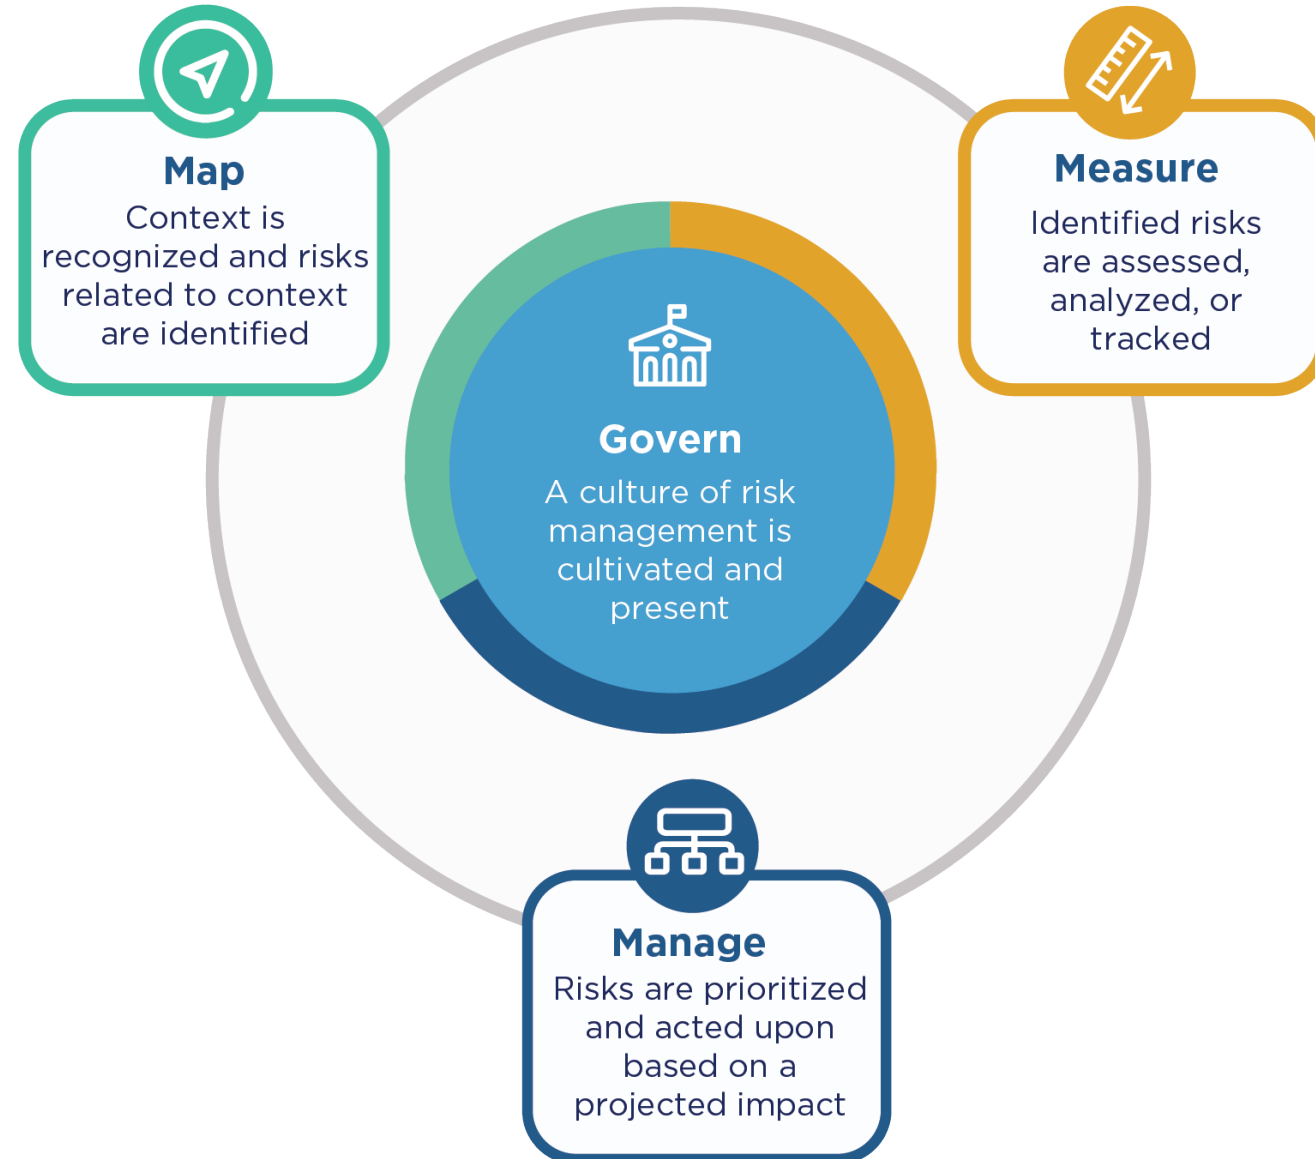 Map
Context is
recognized and risks
related to context
are identified
Measure
Identified risks
are assessed,
analyzed, or
tracked
Govern
A culture of risk
management is
cultivated and
present
Manage
Risks are prioritized
and acted upon
based on a
projected impact